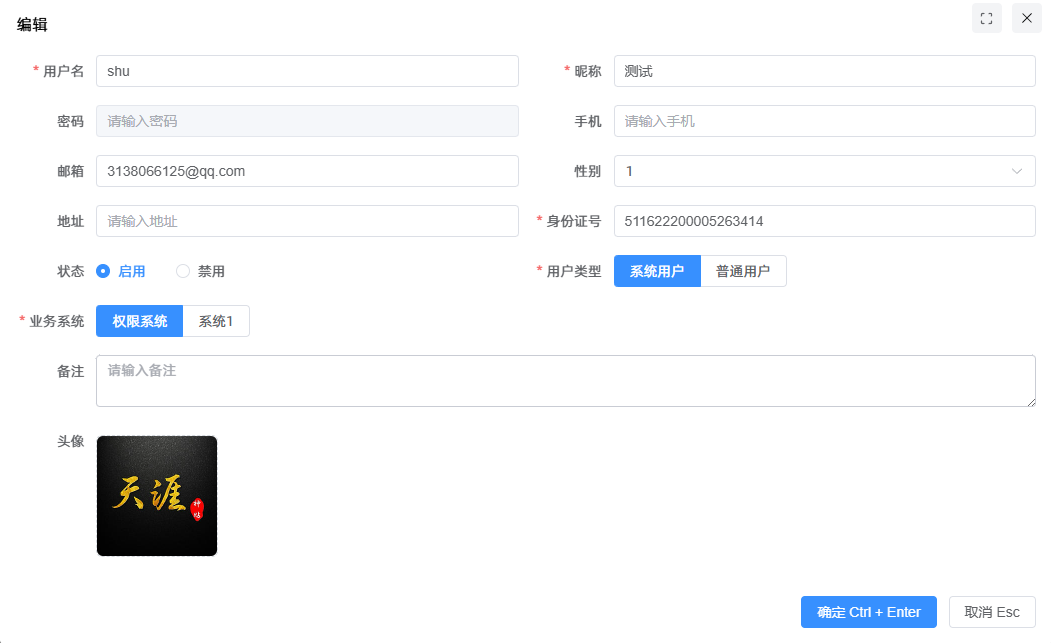 编辑
* 用户名 shu
* 昵称 测试
密码 请输入密码
手机 请输入手机
邮箱 3138066125@qq.com
性别 1
地址 请输入地址
* 身份证号 511622200005263414
状态 启用 禁用
* 用户类型 系统用户 普通用户
* 业务系统 权限系统 系统1
备注 请输入备注
头像
天涯
神贴
确定 Ctrl + Enter 取消 Esc